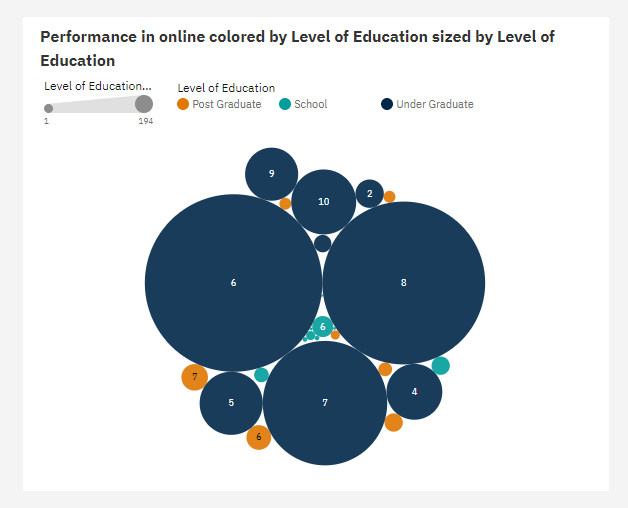 Performance in online colored by Level of Education sized by Level of
Education
Level of Education...
1
194
Level of Education
Post Graduate
School
Under Graduate
9
10
2
6
8
6
7
5
7
4
6